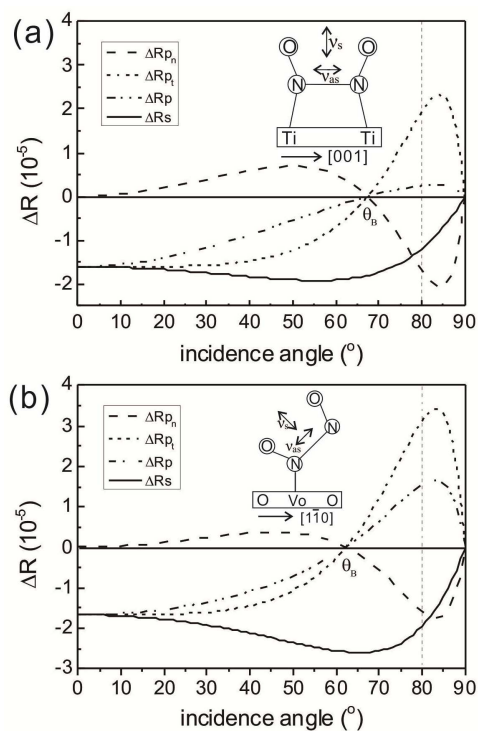 (a)
ΔRpn
ΔRpt
ΔRp
ΔRs
O O
νs
νas
N N
Ti Ti
[001]
θB
ΔR (10-5)
4
3
2
1
0
-1
-2
0 10 20 30 40 50 60 70 80 90
incidence angle (o)
(b)
ΔRpn
ΔRpt
ΔRp
ΔRs
O
νs
νas
N
O
N
O Vo O
[11̅0]
θB
ΔR (10-5)
4
3
2
1
0
-1
-2
-3
0 10 20 30 40 50 60 70 80 90
incidence angle (o)